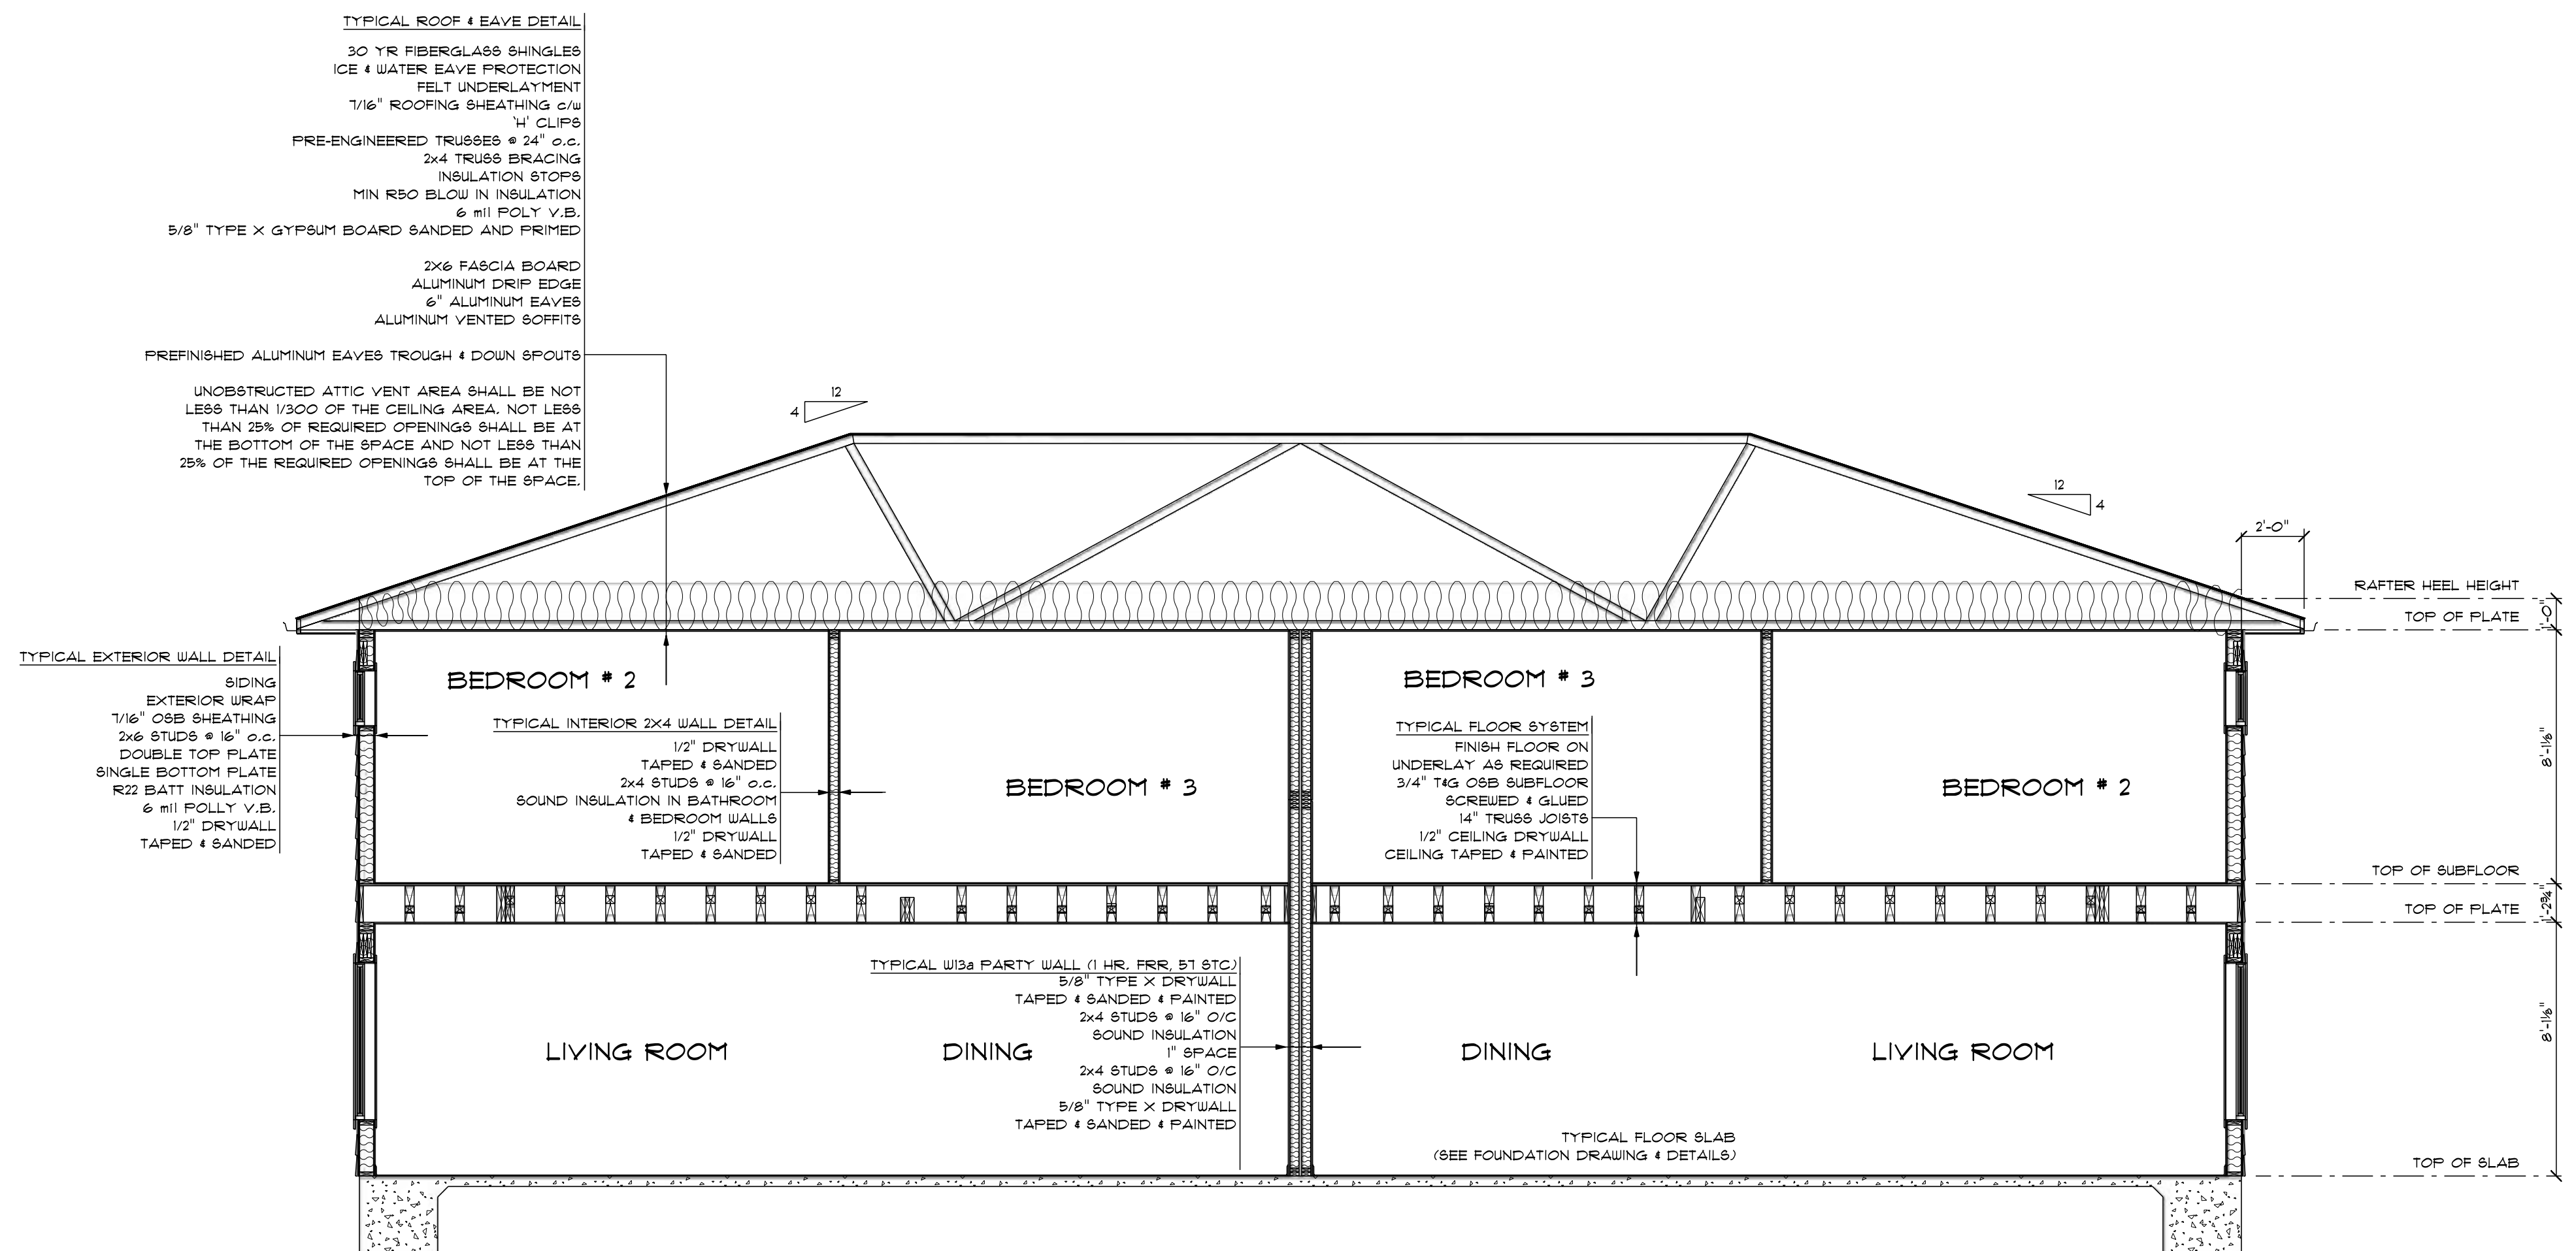 TYPICAL ROOF & EAVE DETAIL
30 YR FIBERGLASS SHINGLES
ICE & WATER EAVE PROTECTION
FELT UNDERLAYMENT
7/16" ROOFING SHEATHING c/w
'H' CLIPS
PRE-ENGINEERED TRUSSES @ 24" o.c.
2x4 TRUSS BRACING
INSULATION STOPS
MIN R50 BLOW IN INSULATION
6 mil POLY V.B.
5/8" TYPE X GYPSUM BOARD SANDED AND PRIMED
2X6 FASCIA BOARD
ALUMINUM DRIP EDGE
6" ALUMINUM EAVES
ALUMINUM VENTED SOFFITS
PREFINISHED ALUMINUM EAVES TROUGH & DOWN SPOUTS
UNOBSTRUCTED ATTIC VENT AREA SHALL BE NOT
LESS THAN 1/300 OF THE CEILING AREA. NOT LESS
THAN 25% OF REQUIRED OPENINGS SHALL BE AT
THE BOTTOM OF THE SPACE AND NOT LESS THAN
25% OF THE REQUIRED OPENINGS SHALL BE AT THE
TOP OF THE SPACE.
12
4
12
4
2'-0"
RAFTER HEEL HEIGHT
TOP OF PLATE
1'-0"
TYPICAL EXTERIOR WALL DETAIL
SIDING
EXTERIOR WRAP
7/16" OSB SHEATHING
2x6 STUDS @ 16" o.c.
DOUBLE TOP PLATE
SINGLE BOTTOM PLATE
R22 BATT INSULATION
6 mil POLLY V.B.
1/2" DRYWALL
TAPED & SANDED
BEDROOM # 2
TYPICAL INTERIOR 2X4 WALL DETAIL
1/2" DRYWALL
TAPED & SANDED
2x4 STUDS @ 16" o.c.
SOUND INSULATION IN BATHROOM
& BEDROOM WALLS
1/2" DRYWALL
TAPED & SANDED
BEDROOM # 3
BEDROOM # 3
TYPICAL FLOOR SYSTEM
FINISH FLOOR ON
UNDERLAY AS REQUIRED
3/4" T&G OSB SUBFLOOR
SCREWED & GLUED
14" TRUSS JOISTS
1/2" CEILING DRYWALL
CEILING TAPED & PAINTED
BEDROOM # 2
8'-1⅛"
TOP OF SUBFLOOR
TOP OF PLATE
1'-2¾"
TYPICAL W13a PARTY WALL (1 HR. FRR, 57 STC)
5/8" TYPE X DRYWALL
TAPED & SANDED & PAINTED
2x4 STUDS @ 16" O/C
SOUND INSULATION
1" SPACE
2x4 STUDS @ 16" O/C
SOUND INSULATION
5/8" TYPE X DRYWALL
TAPED & SANDED & PAINTED
LIVING ROOM
DINING
DINING
LIVING ROOM
8'-1⅛"
TYPICAL FLOOR SLAB
(SEE FOUNDATION DRAWING & DETAILS)
TOP OF SLAB